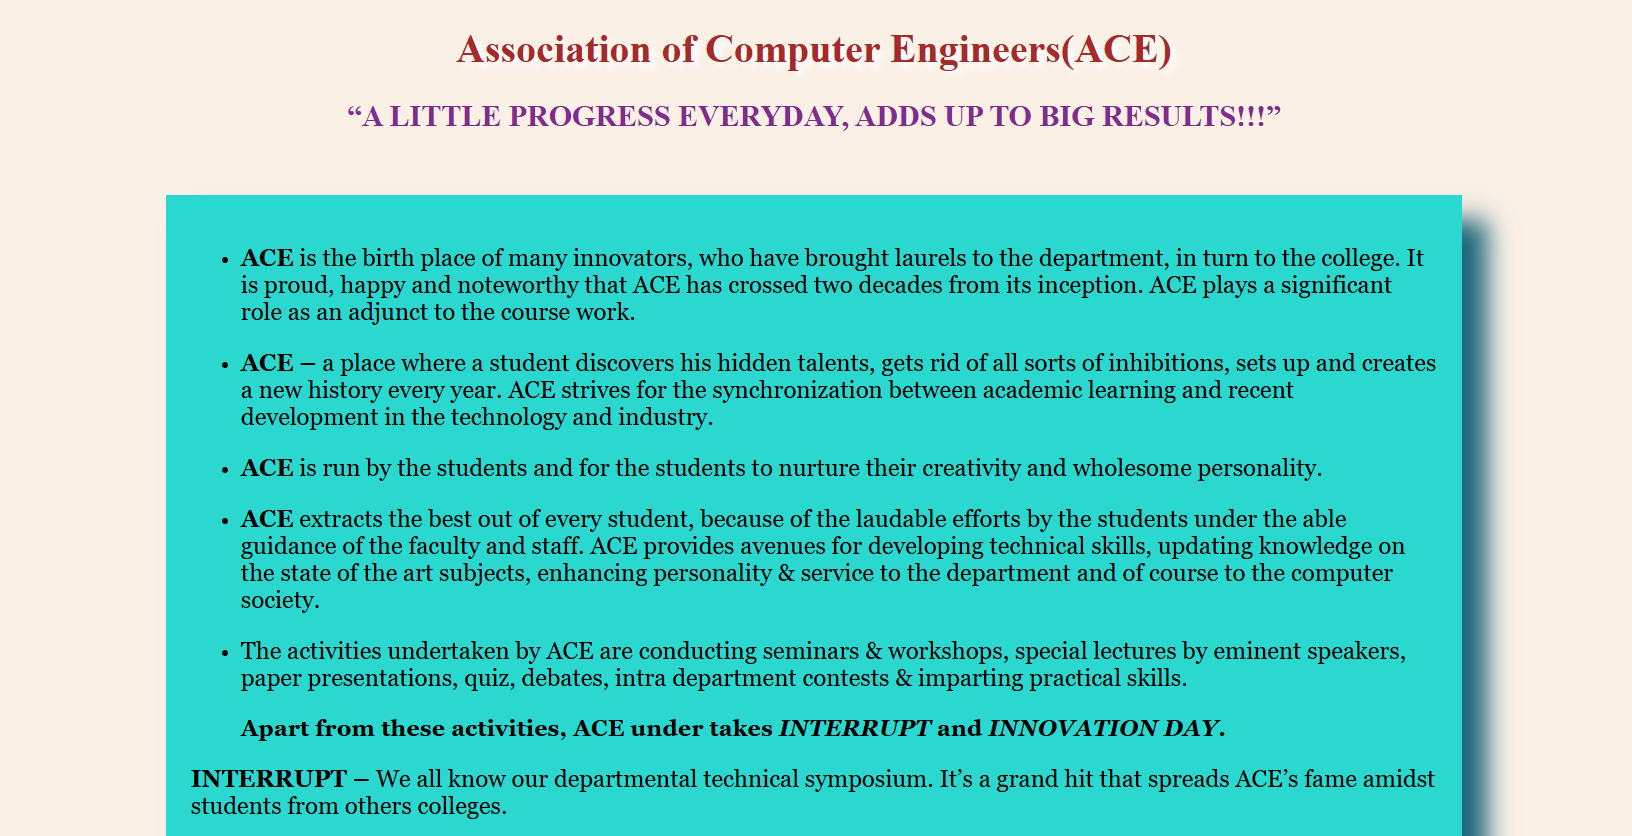 Association of Computer Engineers(ACE)
“A LITTLE PROGRESS EVERYDAY, ADDS UP TO BIG RESULTS!!!”
• ACE is the birth place of many innovators, who have brought laurels to the department, in turn to the college. It
is proud, happy and noteworthy that ACE has crossed two decades from its inception. ACE plays a significant
role as an adjunct to the course work.
• ACE – a place where a student discovers his hidden talents, gets rid of all sorts of inhibitions, sets up and creates
a new history every year. ACE strives for the synchronization between academic learning and recent
development in the technology and industry.
• ACE is run by the students and for the students to nurture their creativity and wholesome personality.
• ACE extracts the best out of every student, because of the laudable efforts by the students under the able
guidance of the faculty and staff. ACE provides avenues for developing technical skills, updating knowledge on
the state of the art subjects, enhancing personality & service to the department and of course to the computer
society.
• The activities undertaken by ACE are conducting seminars & workshops, special lectures by eminent speakers,
paper presentations, quiz, debates, intra department contests & imparting practical skills.
Apart from these activities, ACE under takes INTERRUPT and INNOVATION DAY.
INTERRUPT – We all know our departmental technical symposium. It’s a grand hit that spreads ACE’s fame amidst
students from others colleges.